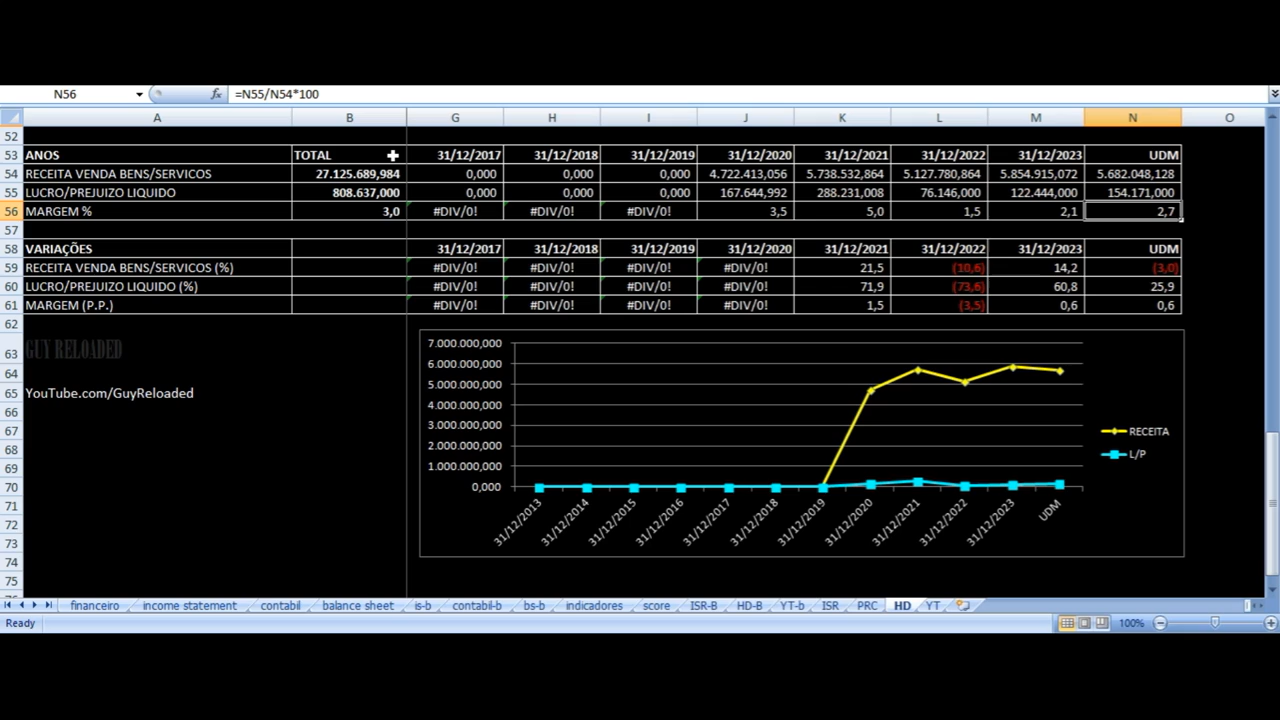 N56 fx =N55/N54*100
A B G H I J K L M N O
52
53 ANOS TOTAL 31/12/2017 31/12/2018 31/12/2019 31/12/2020 31/12/2021 31/12/2022 31/12/2023 UDM
54 RECEITA VENDA BENS/SERVICOS 27.125.689,984 0,000 0,000 0,000 4.722.413,056 5.738.532,864 5.127.780,864 5.854.915,072 5.682.048,128
55 LUCRO/PREJUIZO LIQUIDO 808.637,000 0,000 0,000 0,000 167.644,992 288.231,008 76.146,000 122.444,000 154.171,000
56 MARGEM % 3,0 #DIV/0! #DIV/0! #DIV/0! 3,5 5,0 1,5 2,1 2,7
57
58 VARIAÇÕES 31/12/2017 31/12/2018 31/12/2019 31/12/2020 31/12/2021 31/12/2022 31/12/2023 UDM
59 RECEITA VENDA BENS/SERVICOS (%) #DIV/0! #DIV/0! #DIV/0! #DIV/0! 21,5 (10,6) 14,2 (3,0)
60 LUCRO/PREJUIZO LIQUIDO (%) #DIV/0! #DIV/0! #DIV/0! #DIV/0! 71,9 (73,6) 60,8 25,9
61 MARGEM (P.P.) #DIV/0! #DIV/0! #DIV/0! #DIV/0! 1,5 (3,5) 0,6 0,6
62
63 GUY RELOADED
64
65 YouTube.com/GuyReloaded
66
67
68
69
70
71
72
73
74
75
7.000.000,000
6.000.000,000
5.000.000,000
4.000.000,000
3.000.000,000
2.000.000,000
1.000.000,000
0,000
31/12/2013 31/12/2014 31/12/2015 31/12/2016 31/12/2017 31/12/2018 31/12/2019 31/12/2020 31/12/2021 31/12/2022 31/12/2023 UDM
RECEITA
L/P
financeiro income statement contabil balance sheet is-b contabil-b bs-b indicadores score ISR-B HD-B YT-b ISR PRC HD YT
Ready 100%